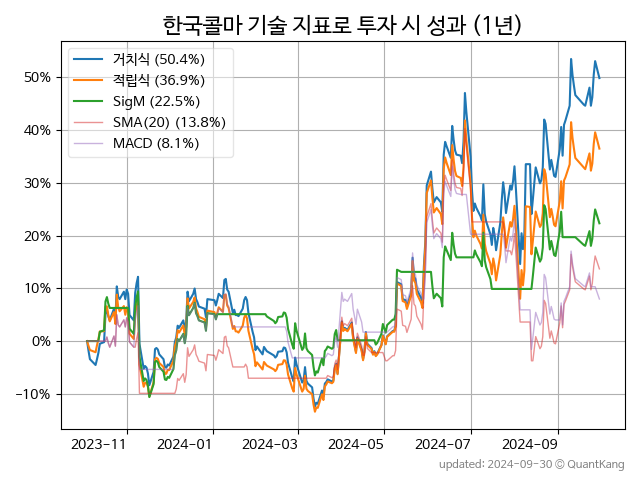 한국콜마 기술 지표로 투자 시 성과 (1년)
거치식 (50.4%)
적립식 (36.9%)
SigM (22.5%)
SMA(20) (13.8%)
MACD (8.1%)
50%
40%
30%
20%
10%
0%
−10%
2023-11 2024-01 2024-03 2024-05 2024-07 2024-09
updated: 2024-09-30 © QuantKang